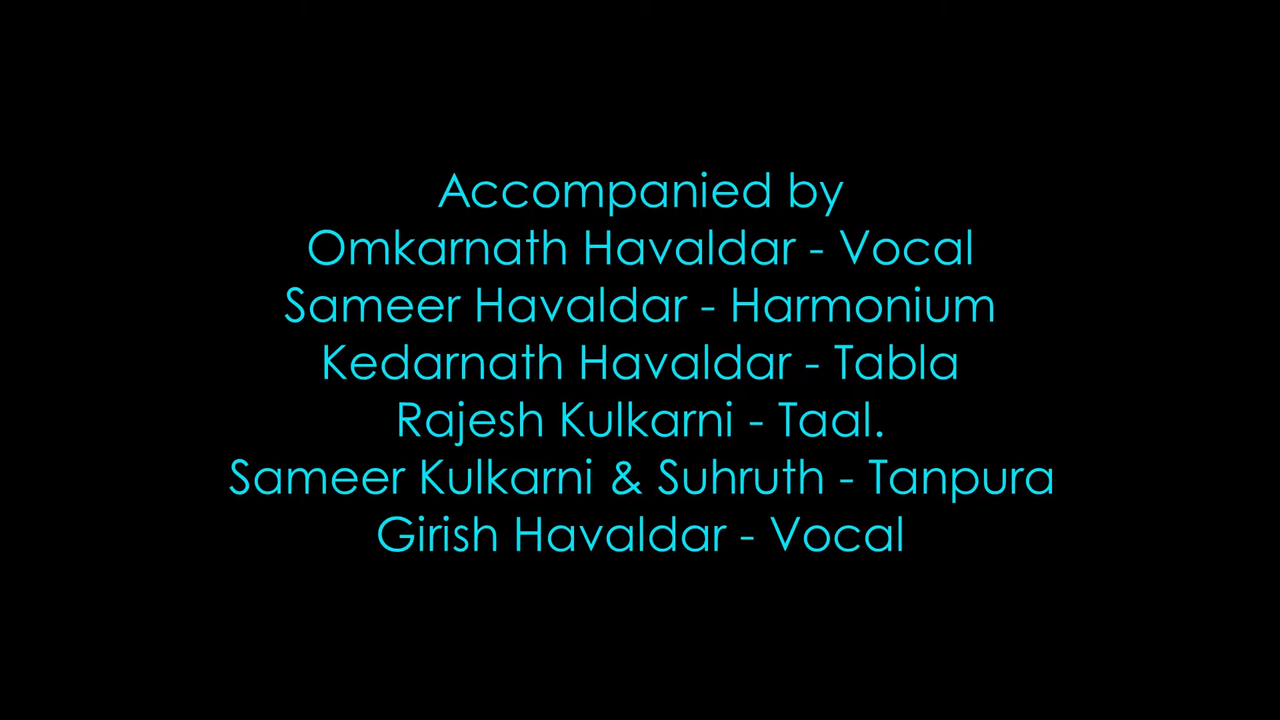 Accompanied by
Omkarnath Havaldar - Vocal
Sameer Havaldar - Harmonium
Kedarnath Havaldar - Tabla
Rajesh Kulkarni - Taal.
Sameer Kulkarni & Suhruth - Tanpura
Girish Havaldar - Vocal